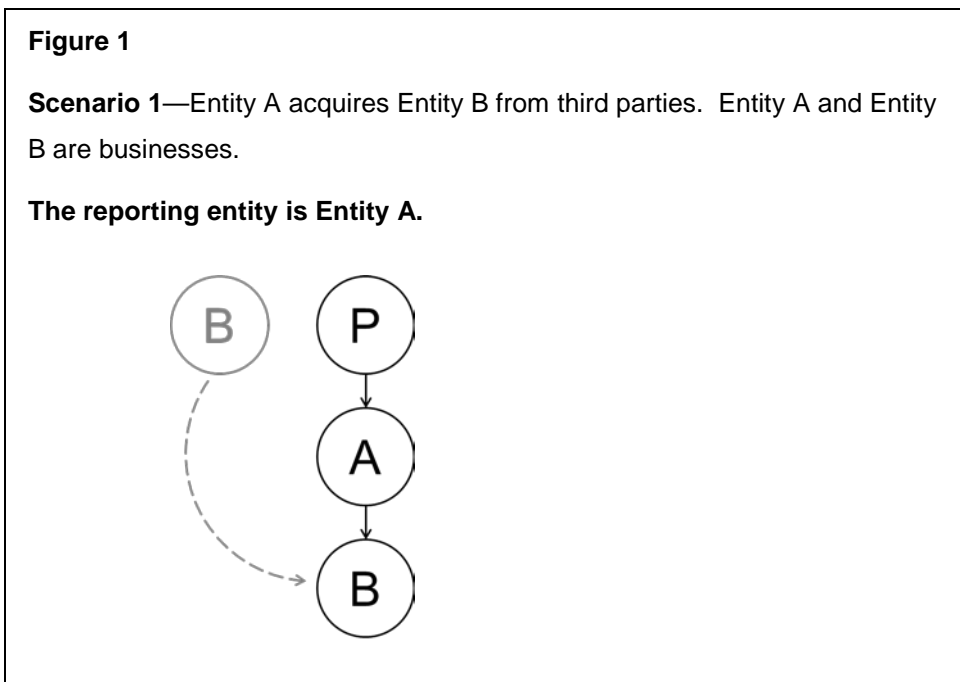 Figure 1
Scenario 1—Entity A acquires Entity B from third parties.  Entity A and Entity
B are businesses.
The reporting entity is Entity A.
B
P
A
B